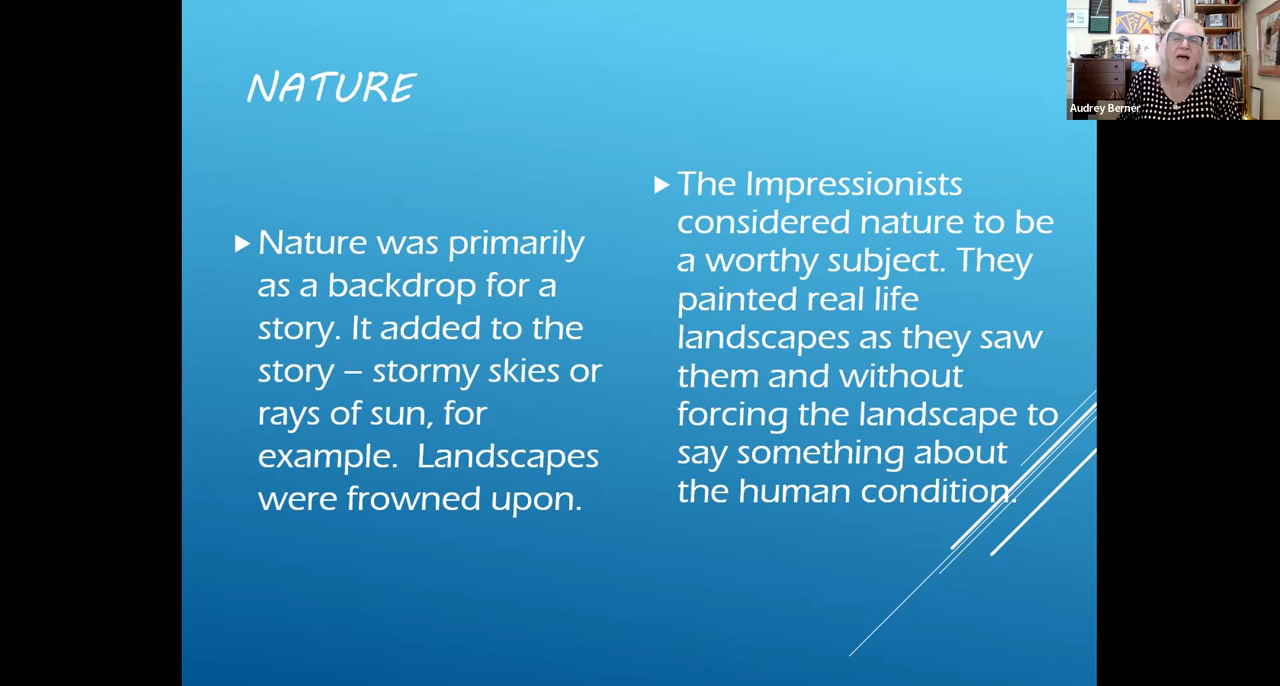 NATURE
Nature was primarily
as a backdrop for a
story. It added to the
story – stormy skies or
rays of sun, for
example.  Landscapes
were frowned upon.
The Impressionists
considered nature to be
a worthy subject. They
painted real life
landscapes as they saw
them and without
forcing the landscape to
say something about
the human condition.
Audrey Berner